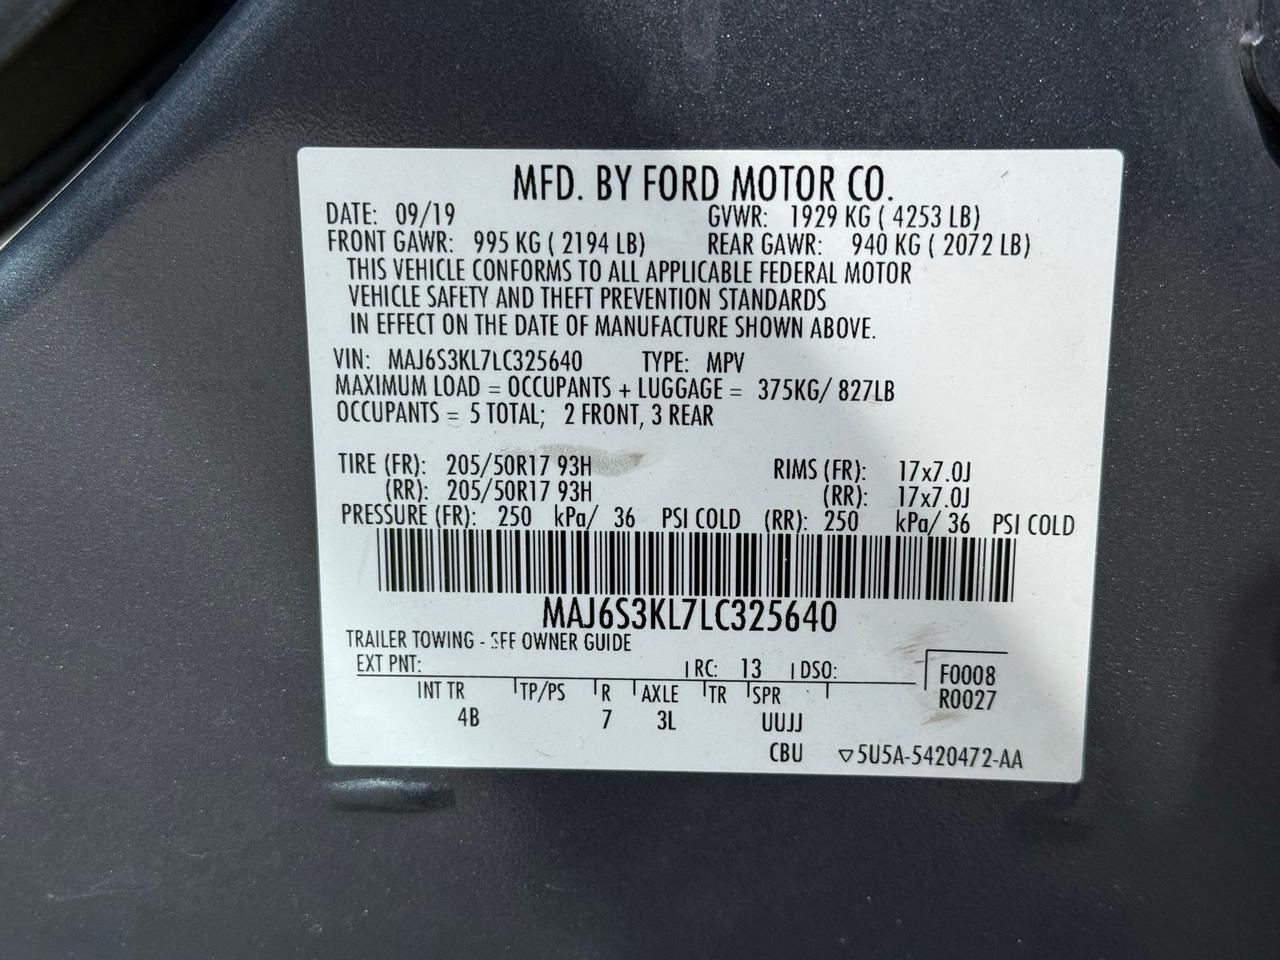 MFD. BY FORD MOTOR CO.
DATE: 09/19 GVWR: 1929 KG ( 4253 LB)
FRONT GAWR: 995 KG ( 2194 LB) REAR GAWR: 940 KG ( 2072 LB)
THIS VEHICLE CONFORMS TO ALL APPLICABLE FEDERAL MOTOR
VEHICLE SAFETY AND THEFT PREVENTION STANDARDS
IN EFFECT ON THE DATE OF MANUFACTURE SHOWN ABOVE.
VIN: MAJ6S3KL7LC325640 TYPE: MPV
MAXIMUM LOAD = OCCUPANTS + LUGGAGE = 375KG/ 827LB
OCCUPANTS = 5 TOTAL; 2 FRONT, 3 REAR
TIRE (FR): 205/50R17 93H RIMS (FR): 17x7.0J
(RR): 205/50R17 93H (RR): 17x7.0J
PRESSURE (FR): 250 kPa/ 36 PSI COLD (RR): 250 kPa/ 36 PSI COLD
MAJ6S3KL7LC325640
TRAILER TOWING - SEE OWNER GUIDE
EXT PNT: RC: 13 DSO: F0008
R0027
INT TR TP/PS R AXLE TR SPR
4B 7 3L UUJJ
CBU ▽5U5A-5420472-AA